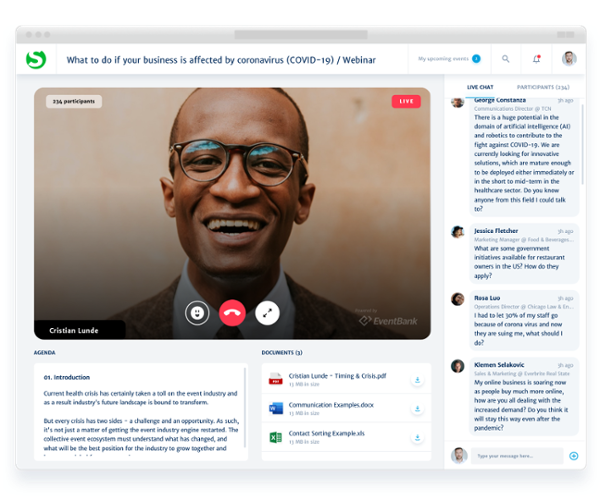 S
What to do if your business is affected by coronavirus (COVID-19) / Webinar
My upcoming events
234 participants
LIVE
Cristian Lunde
EventBank
AGENDA
01. Introduction
Current health crisis has certainly taken a toll on the event industry and
as a result industry's future landscape is bound to transform.
But every crisis has two sides – a challenge and an opportunity. As such,
it's not just a matter of getting the event industry engine restarted. The
collective event ecosystem must understand what has changed, and
what will be the best position for the industry to grow together and
DOCUMENTS (3)
PDF
Cristian Lunde – Timing & Crisis.pdf
13 MB in size
Communication Examples.docx
13 MB in size
Contact Sorting Example.xls
13 MB in size
LIVE CHAT
PARTICIPANTS (234)
George Constanza
3h ago
Communications Director @ TCN
There is a huge potential in the
domain of artificial intelligence (AI)
and robotics to contribute to the
fight against COVID-19. We are
currently looking for innovative
solutions, which are mature enough
to be deployed either immediately or
in the short to mid-term in the
healthcare sector. Do you know
anyone from this field I could talk
to?
Jessica Fletcher
3h ago
Marketing Manager @ Food & Beverages...
What are some government
initiatives available for restaurant
owners in the US? How do they
apply?
Rosa Luo
3h ago
Operations Director @ Chicago Law & En...
I had to let 30% of my staff go
because of corona virus and now
they are suing me, what should I
do?
Klemen Selakovic
3h ago
Sales & Marketing @ Everbrite Real State
My online business is soaring now
as people buy much more online,
how are you all dealing with the
increased demand? Do you think it
will stay this way even after the
pandemic?
Type your message here...